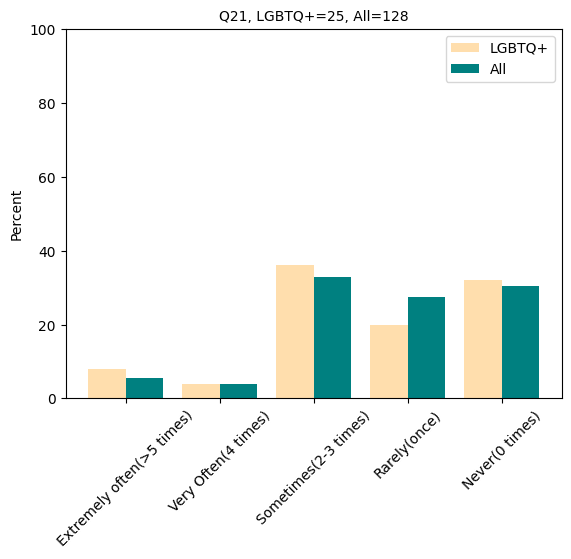 Q21, LGBTQ+=25, All=128
LGBTQ+
All
Percent
100
80
60
40
20
0
Extremely often(>5 times)
Very Often(4 times)
Sometimes(2-3 times)
Rarely(once)
Never(0 times)